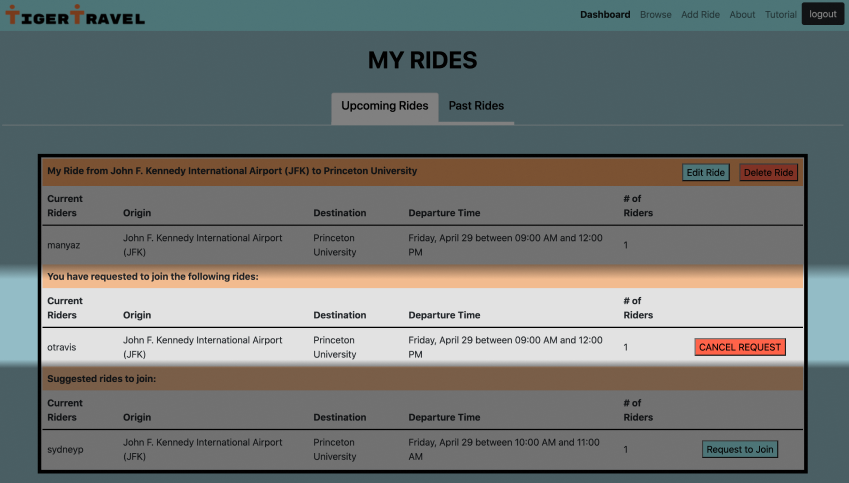 TIGERTRAVEL
Dashboard Browse Add Ride About Tutorial logout
MY RIDES
Upcoming Rides Past Rides
My Ride from John F. Kennedy International Airport (JFK) to Princeton University Edit Ride Delete Ride
Current Riders Origin Destination Departure Time # of Riders
manyaz John F. Kennedy International Airport (JFK) Princeton University Friday, April 29 between 09:00 AM and 12:00 PM 1
You have requested to join the following rides:
Current Riders Origin Destination Departure Time # of Riders
otravis John F. Kennedy International Airport (JFK) Princeton University Friday, April 29 between 09:00 AM and 12:00 PM 1 CANCEL REQUEST
Suggested rides to join:
Current Riders Origin Destination Departure Time # of Riders
sydneyp John F. Kennedy International Airport (JFK) Princeton University Friday, April 29 between 10:00 AM and 11:00 AM 1 Request to Join